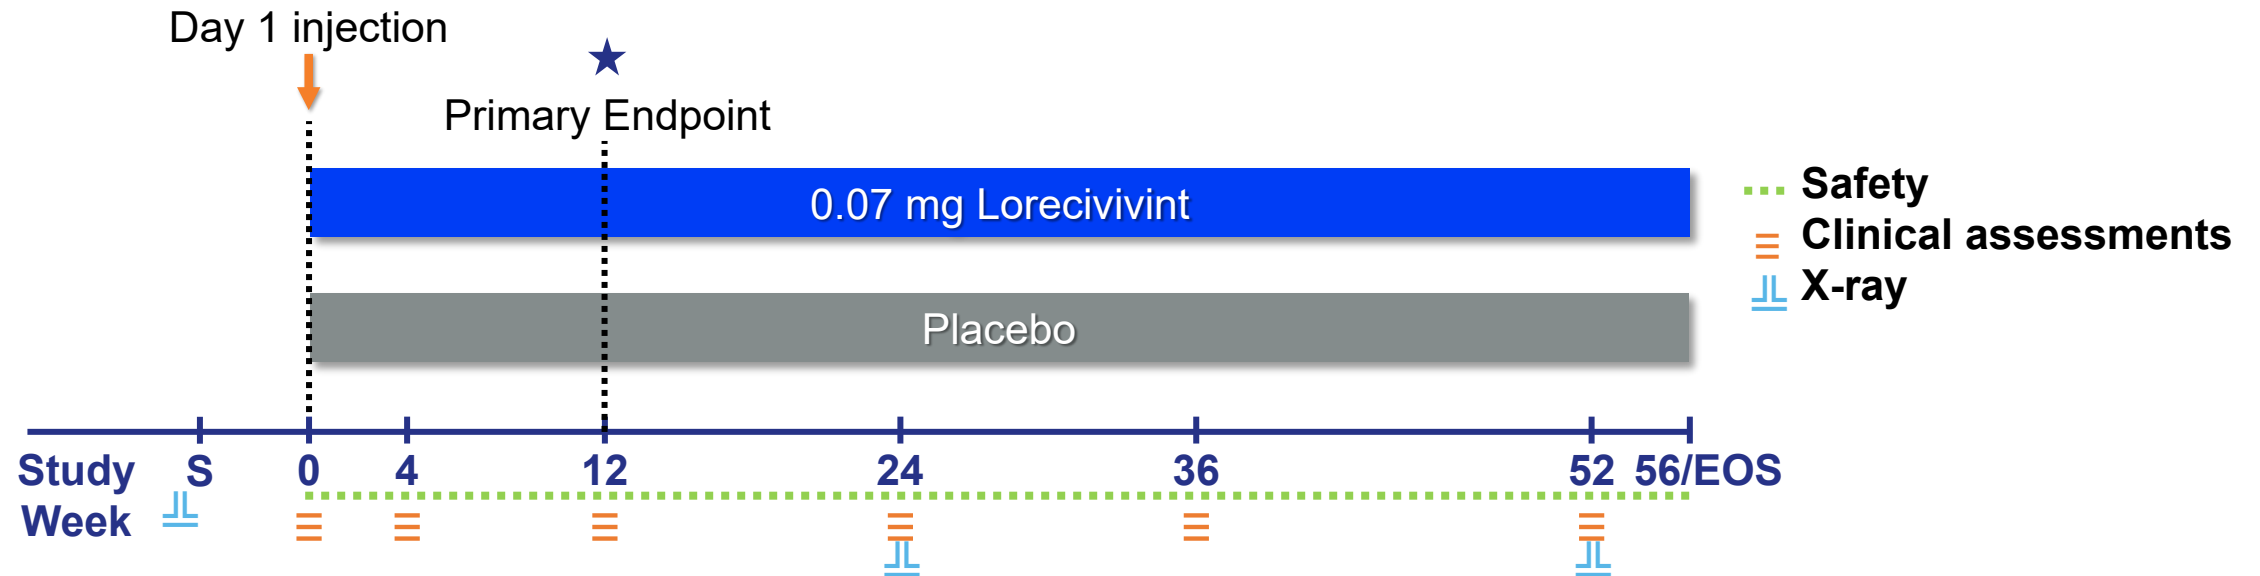 Day 1 injection
Primary Endpoint
0.07 mg Lorecivivint
Placebo
Safety
Clinical assessments
X-ray
Study Week
S
0
4
12
24
36
52
56/EOS